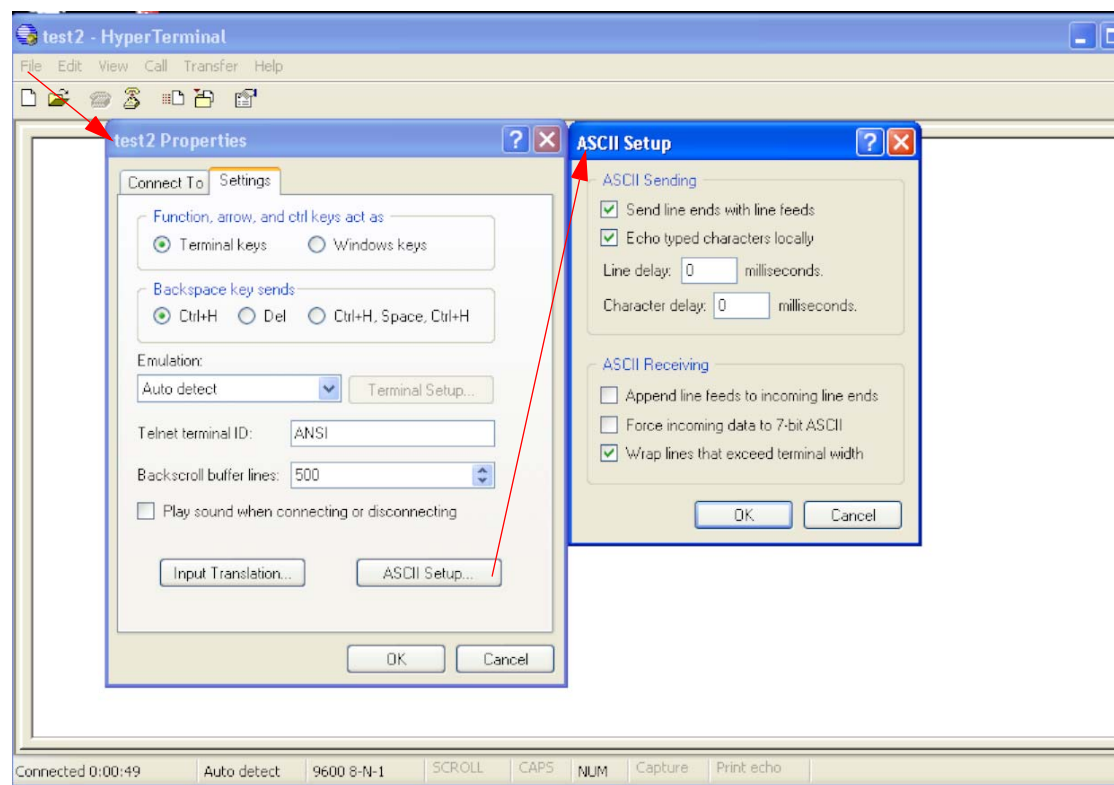 test2 - HyperTerminal
File Edit View Call Transfer Help
test2 Properties
Connect To Settings
Function, arrow, and ctrl keys act as
Terminal keys Windows keys
Backspace key sends
Ctrl+H Del Ctrl+H, Space, Ctrl+H
Emulation:
Auto detect Terminal Setup...
Telnet terminal ID: ANSI
Backscroll buffer lines: 500
Play sound when connecting or disconnecting
Input Translation... ASCII Setup...
OK Cancel
ASCII Setup
ASCII Sending
Send line ends with line feeds
Echo typed characters locally
Line delay: 0 milliseconds.
Character delay: 0 milliseconds.
ASCII Receiving
Append line feeds to incoming line ends
Force incoming data to 7-bit ASCII
Wrap lines that exceed terminal width
OK Cancel
Connected 0:00:49 Auto detect 9600 8-N-1 SCROLL CAPS NUM Capture Print echo